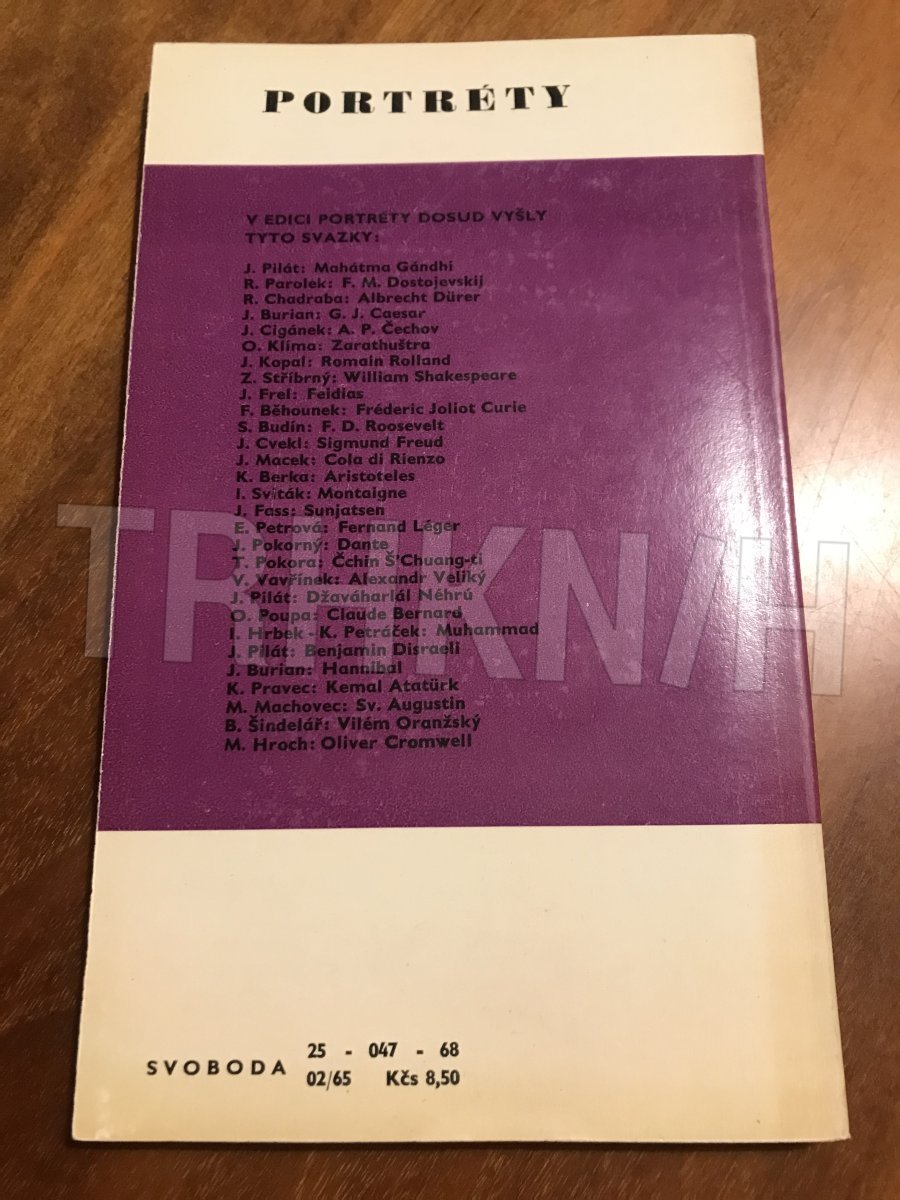 PORTRÉTY
V EDICI PORTRÉTY DOSUD VYŠLY
TYTO SVAZKY:
J. Pilát: Mahátma Gándhí
R. Parolek: F. M. Dostojevskij
R. Chadraba: Albrecht Dürer
J. Burian: G. J. Caesar
J. Cigánek: A. P. Čechov
O. Klíma: Zarathuštra
J. Kopal: Romain Rolland
Z. Stříbrný: William Shakespeare
J. Frel: Feidias
F. Běhounek: Fréderic Joliot Curie
S. Budín: F. D. Roosevelt
J. Cvekl: Sigmund Freud
J. Macek: Cola di Rienzo
K. Berka: Aristoteles
I. Sviták: Montaigne
J. Fass: Sunjatsen
E. Petrová: Fernand Léger
J. Pokorný: Dante
T. Pokora: Čchin Š'Chuang-ti
V. Vavřínek: Alexandr Veliký
J. Pilát: Džaváharlál Néhrú
O. Poupa: Claude Bernard
I. Hrbek - K. Petráček: Muhammad
J. Pilát: Benjamin Disraeli
J. Burian: Hannibal
K. Pravec: Kemal Atatürk
M. Machovec: Sv. Augustin
B. Šindelář: Vilém Oranžský
M. Hroch: Oliver Cromwell
SVOBODA 25 - 047 - 68
02/65 Kčs 8,50